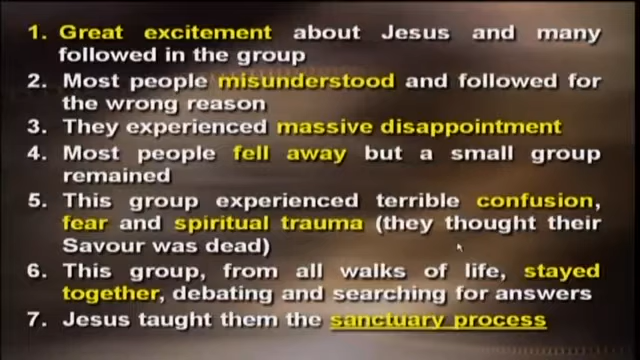 1. Great excitement about Jesus and many
followed in the group
2. Most people misunderstood and followed for
the wrong reason
3. They experienced massive disappointment
4. Most people fell away but a small group
remained
5. This group experienced terrible confusion,
fear and spiritual trauma (they thought their
Savour was dead)
6. This group, from all walks of life, stayed
together, debating and searching for answers
7. Jesus taught them the sanctuary process